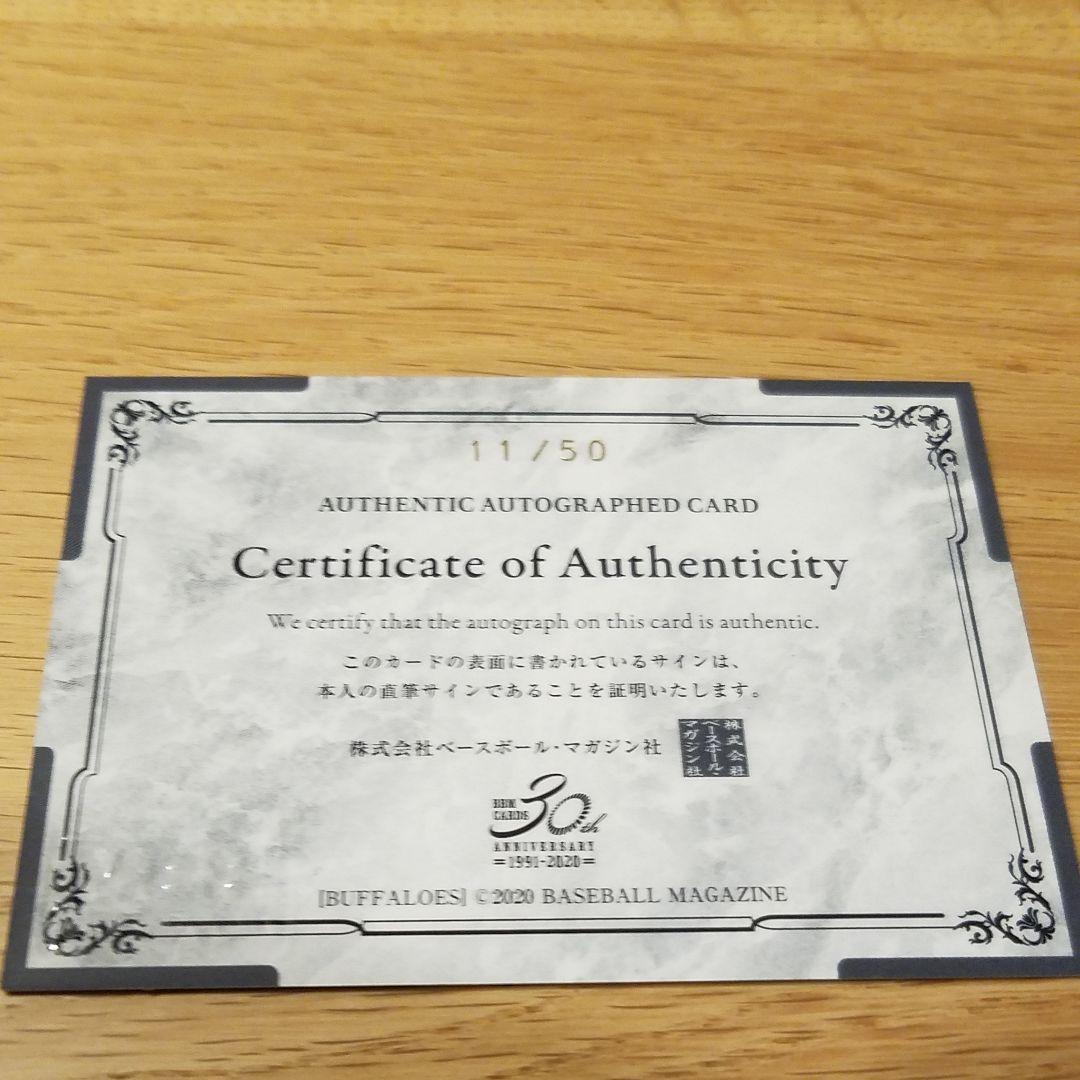 11/50
AUTHENTIC AUTOGRAPHED CARD
Certificate of Authenticity
We certify that the autograph on this card is authentic.
このカードの表面に書かれているサインは、
本人の直筆サインであることを証明いたします。
株式会社ベースボール・マガジン社
株式会社
ベースボール・
マガジン社
BBM
CARDS
30th
ANNIVERSARY
=1991-2020=
[BUFFALOES] ©2020 BASEBALL MAGAZINE